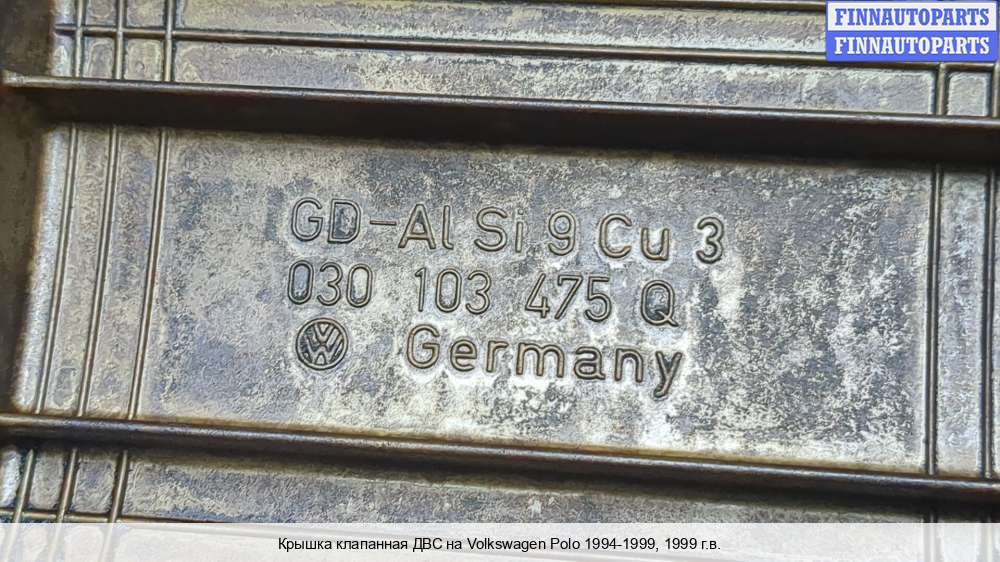 FINNAUTOPARTS
FINNAUTOPARTS
GD-Al Si 9 Cu 3
030 103 475 Q
VW Germany
Крышка клапанная ДВС на Volkswagen Polo 1994-1999, 1999 г.в.